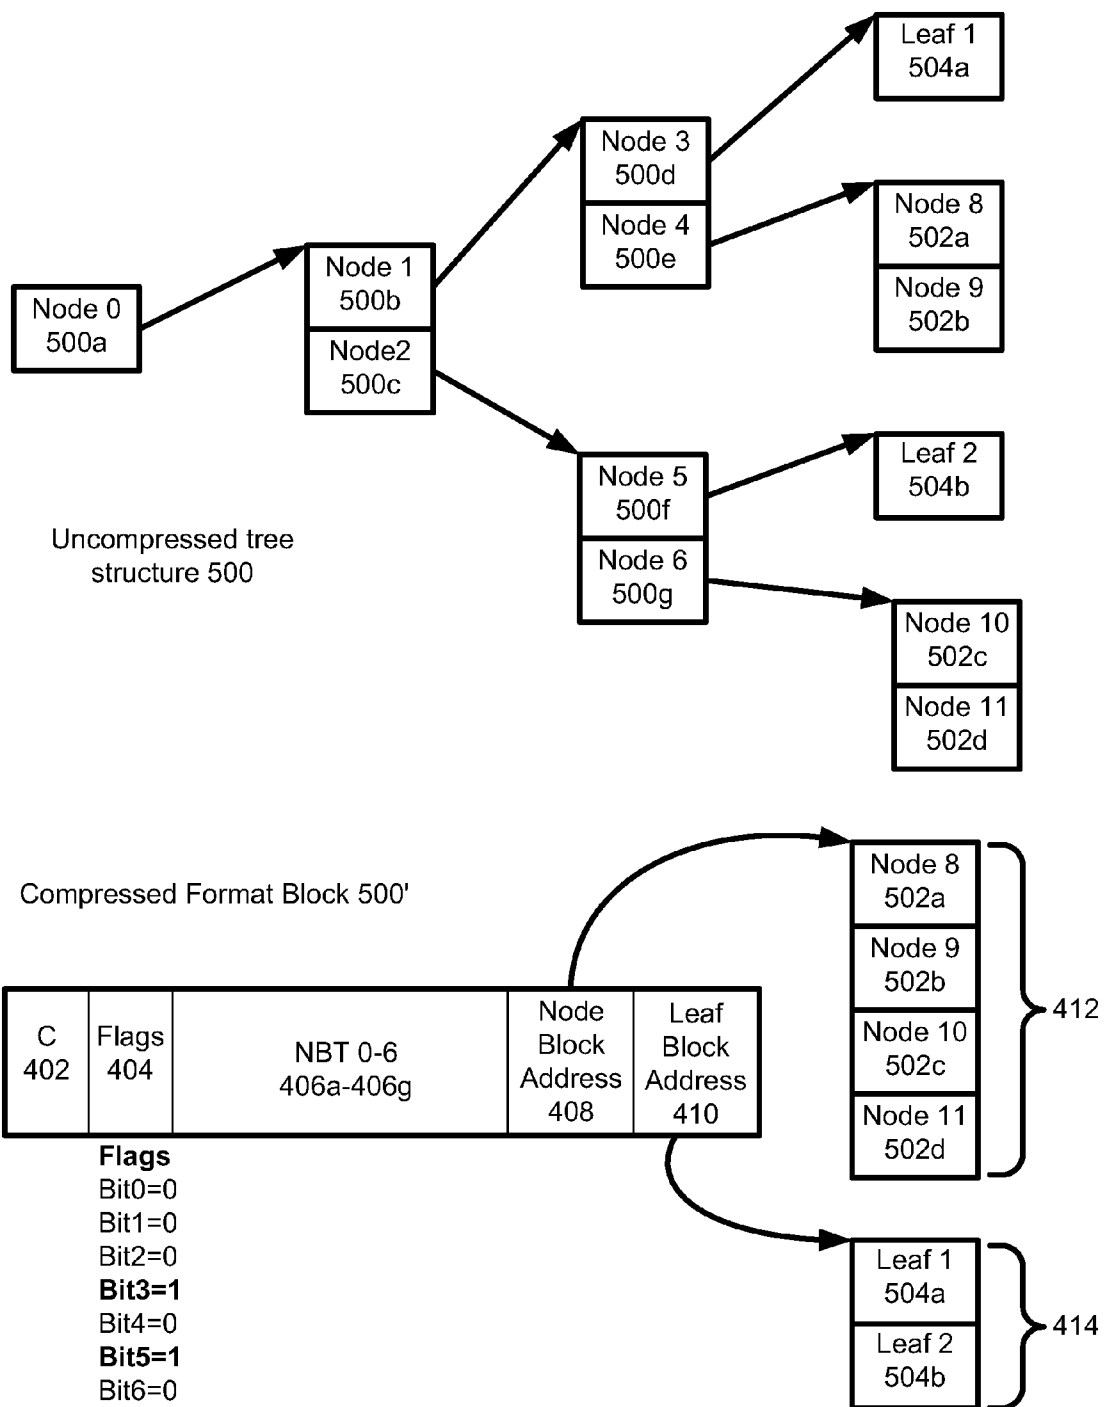 Leaf 1
504a
Node 3
500d
Node 4
500e
Node 8
502a
Node 9
502b
Node 1
500b
Node2
500c
Node 0
500a
Leaf 2
504b
Node 5
500f
Node 6
500g
Uncompressed tree
structure 500
Node 10
502c
Node 11
502d
Compressed Format Block 500'
Node 8
502a
Node 9
502b
Node 10
502c
Node 11
502d
412
C
402
Flags
404
NBT 0-6
406a-406g
Node
Block
Address
408
Leaf
Block
Address
410
Flags
Bit0=0
Bit1=0
Bit2=0
Bit3=1
Bit4=0
Bit5=1
Bit6=0
Leaf 1
504a
Leaf 2
504b
414